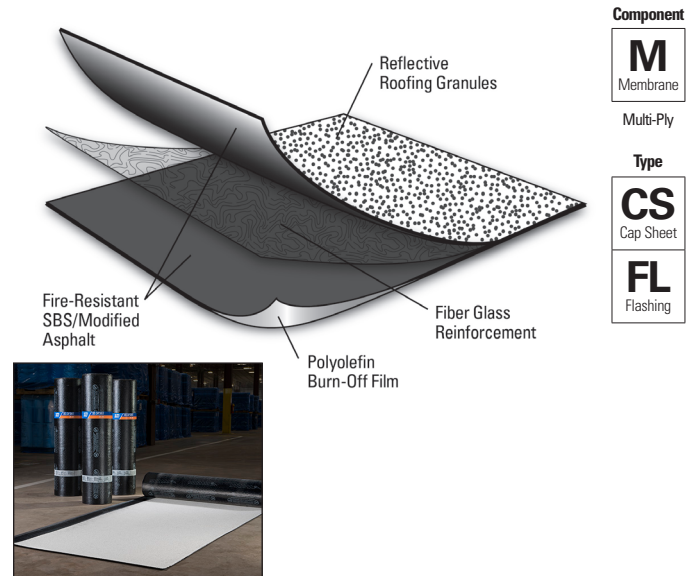 Component
M
Membrane
Multi-Ply
Type
CS
Cap Sheet
FL
Flashing
Reflective
Roofing Granules
Fire-Resistant
SBS/Modified
Asphalt
Fiber Glass
Reinforcement
Polyolefin
Burn-Off Film